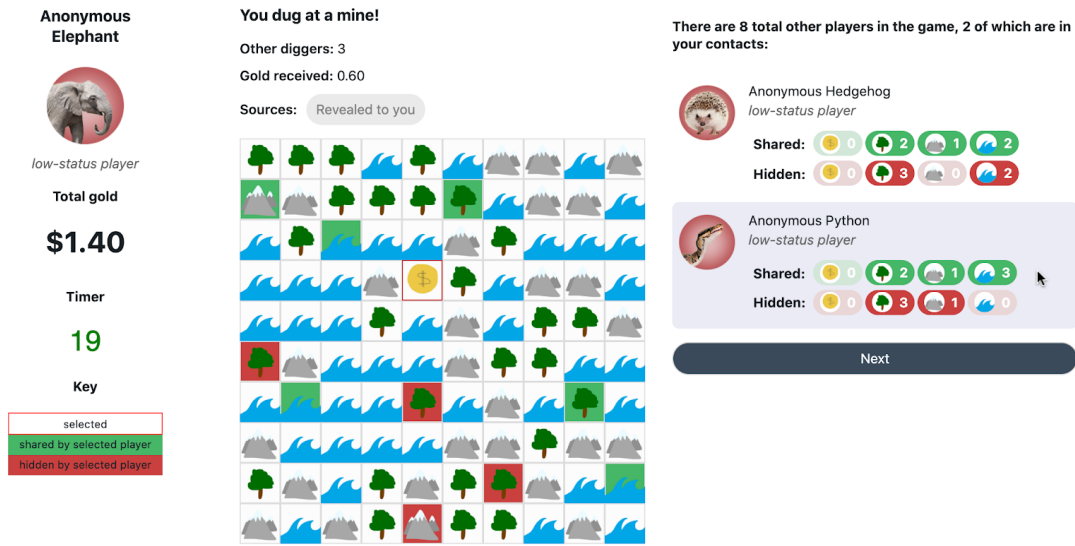 Anonymous
Elephant
low-status player
Total gold
$1.40
Timer
19
Key
selected
shared by selected player
hidden by selected player
You dug at a mine!
Other diggers: 3
Gold received: 0.60
Sources: Revealed to you
There are 8 total other players in the game, 2 of which are in
your contacts:
Anonymous Hedgehog
low-status player
Shared: 0 2 1 2
Hidden: 0 3 0 2
Anonymous Python
low-status player
Shared: 0 2 1 3
Hidden: 0 3 1 0
Next